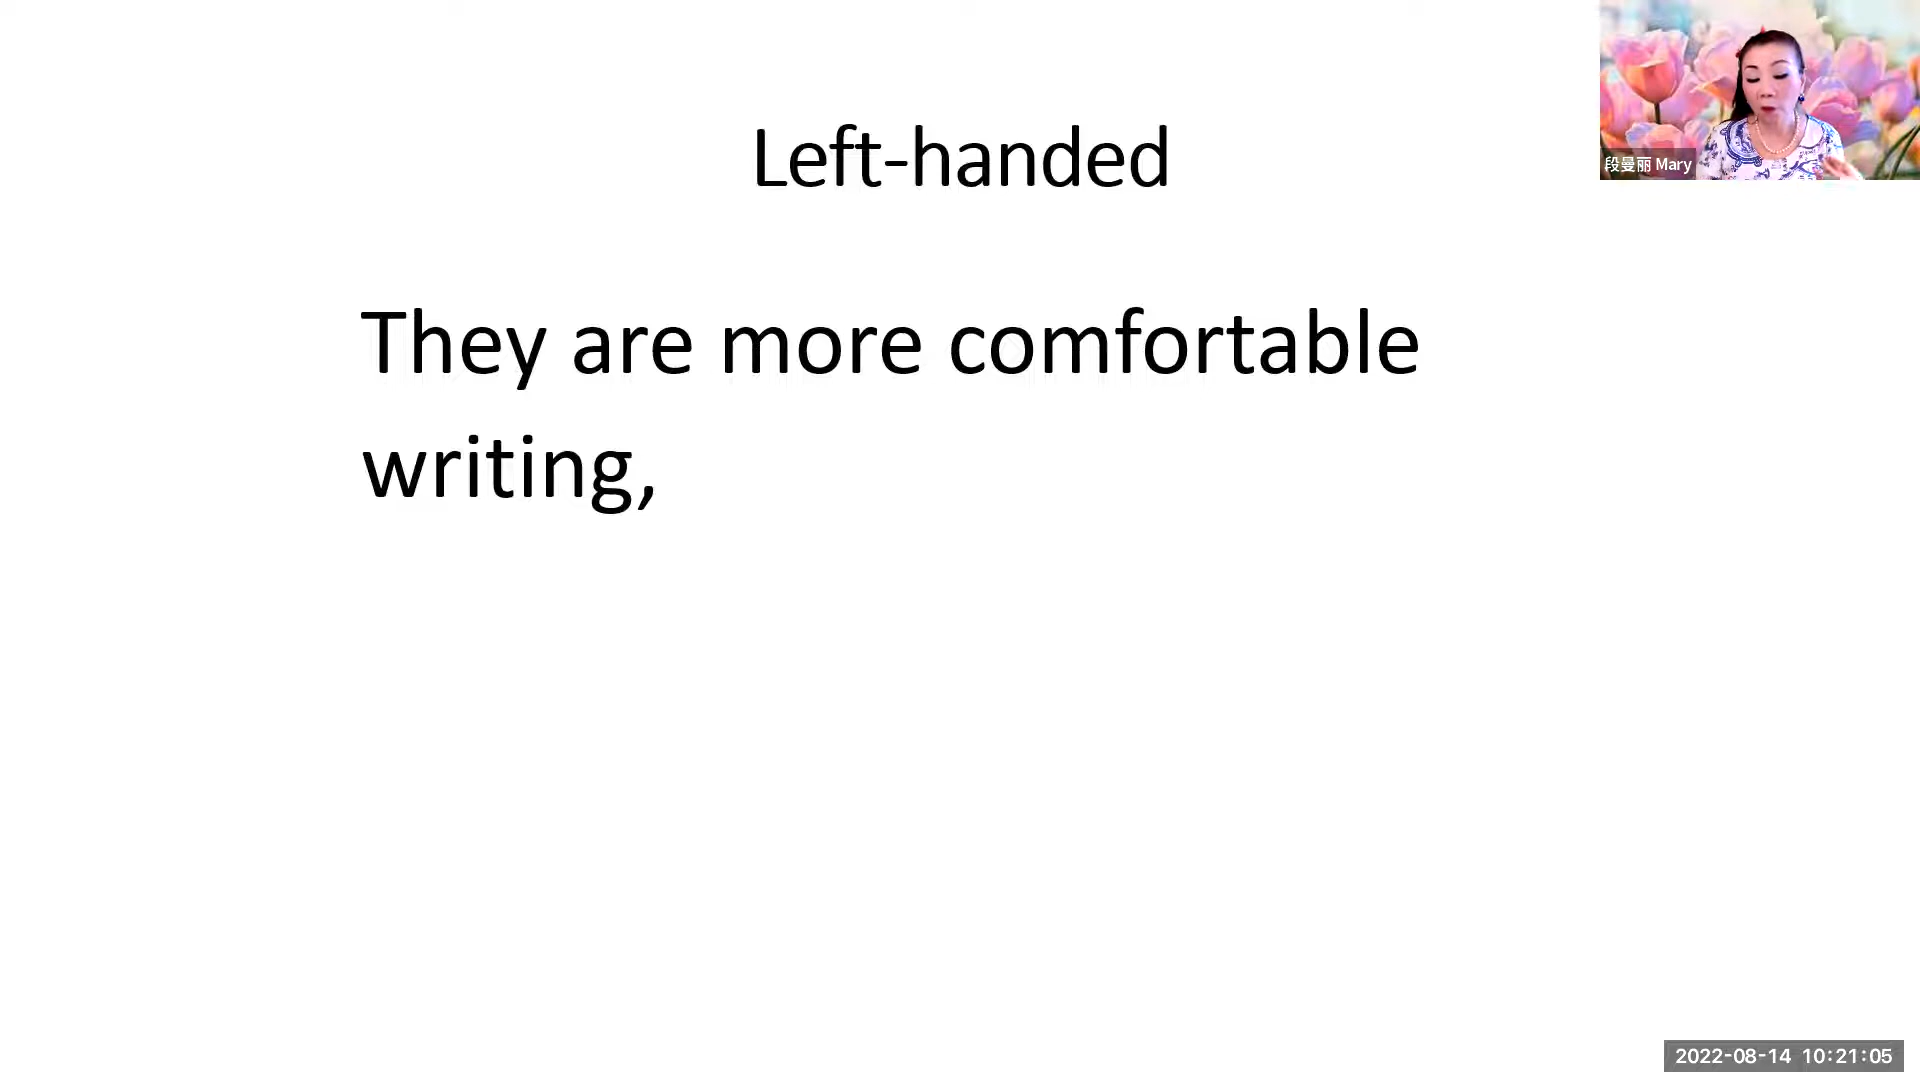 Left-handed
They are more comfortable
writing,
段曼丽 Mary
2022-08-14 10:21:05